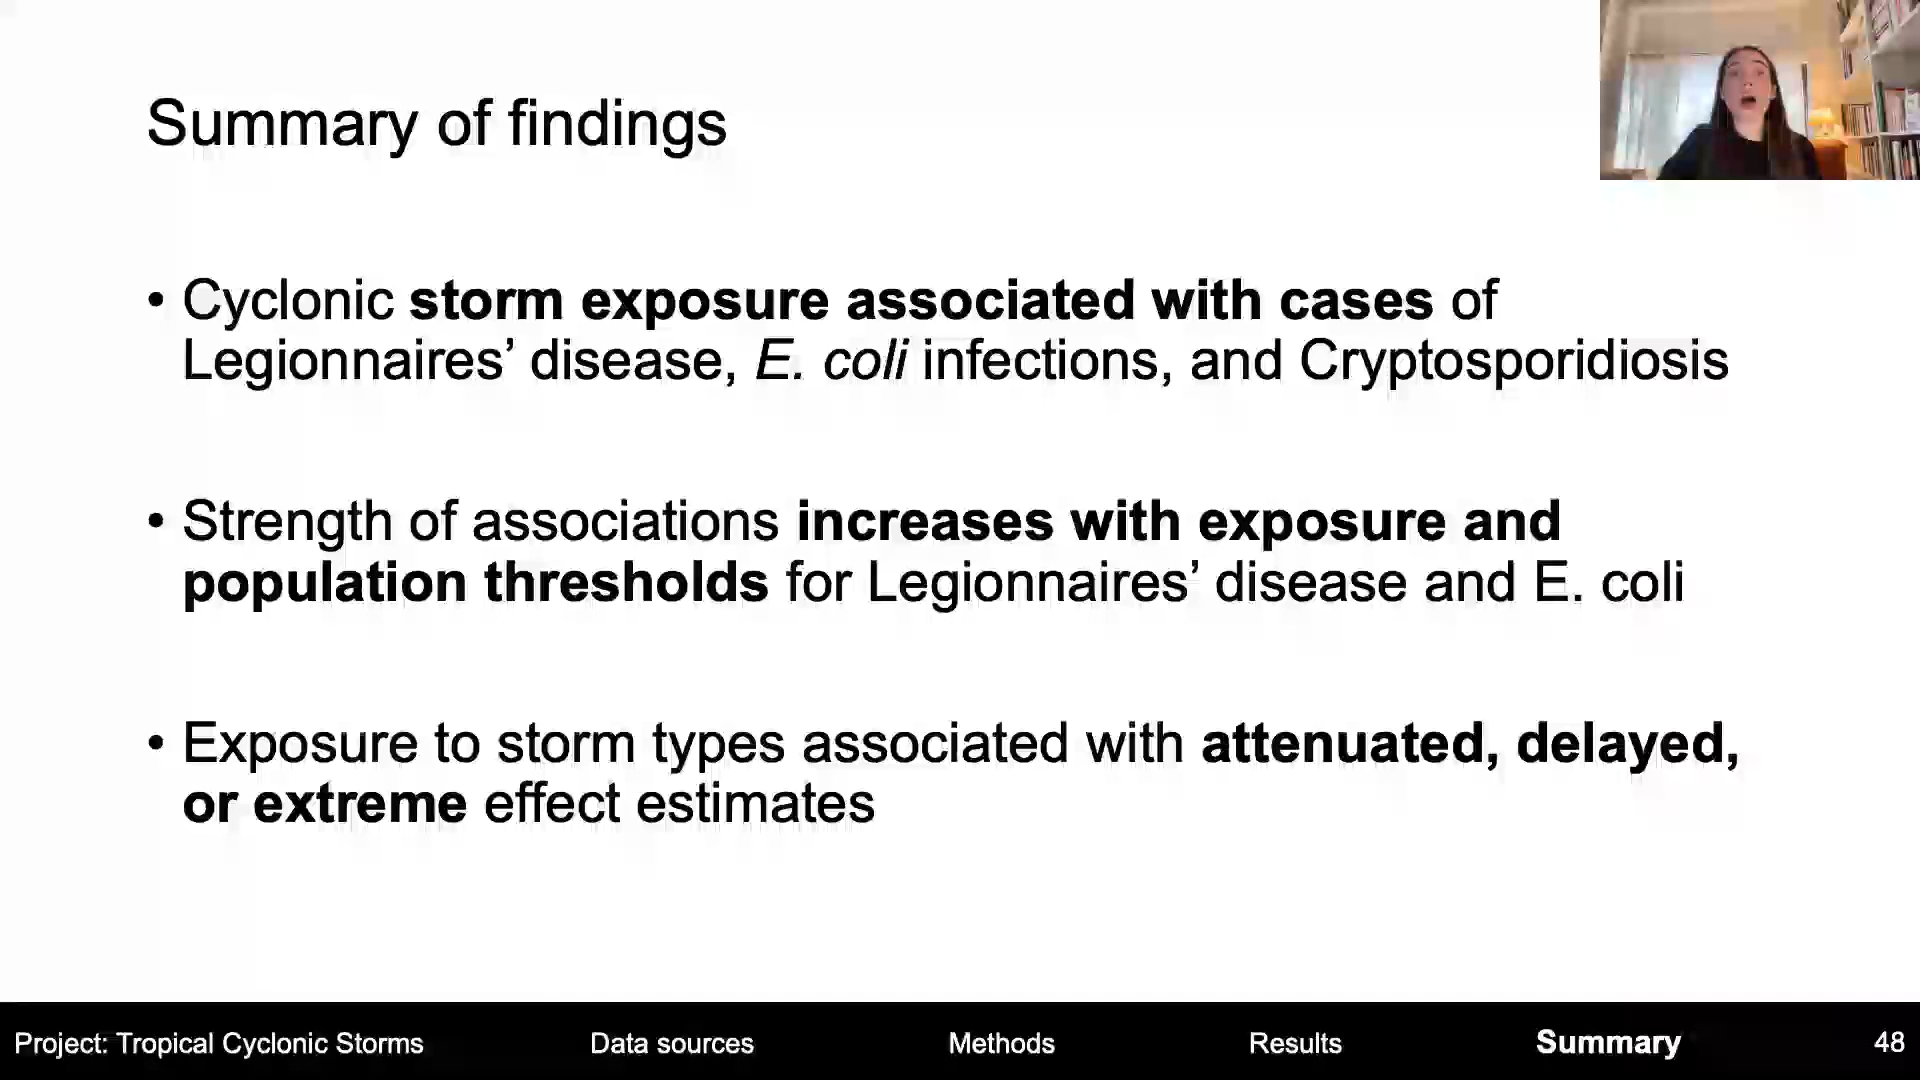 Summary of findings
• Cyclonic storm exposure associated with cases of
Legionnaires’ disease, E. coli infections, and Cryptosporidiosis
• Strength of associations increases with exposure and
population thresholds for Legionnaires’ disease and E. coli
• Exposure to storm types associated with attenuated, delayed,
or extreme effect estimates
Project: Tropical Cyclonic Storms Data sources Methods Results Summary 48